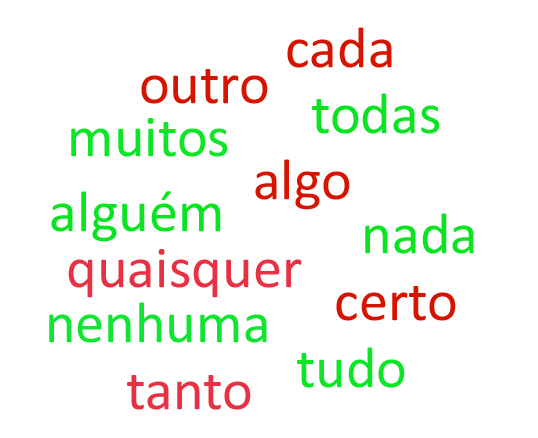 cada
outro
todas
muitos
algo
alguém
nada
quaisquer
certo
nenhuma
tudo
tanto